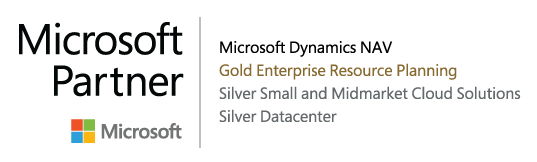 Microsoft
Partner
Microsoft
Microsoft Dynamics NAV
Gold Enterprise Resource Planning
Silver Small and Midmarket Cloud Solutions
Silver Datacenter